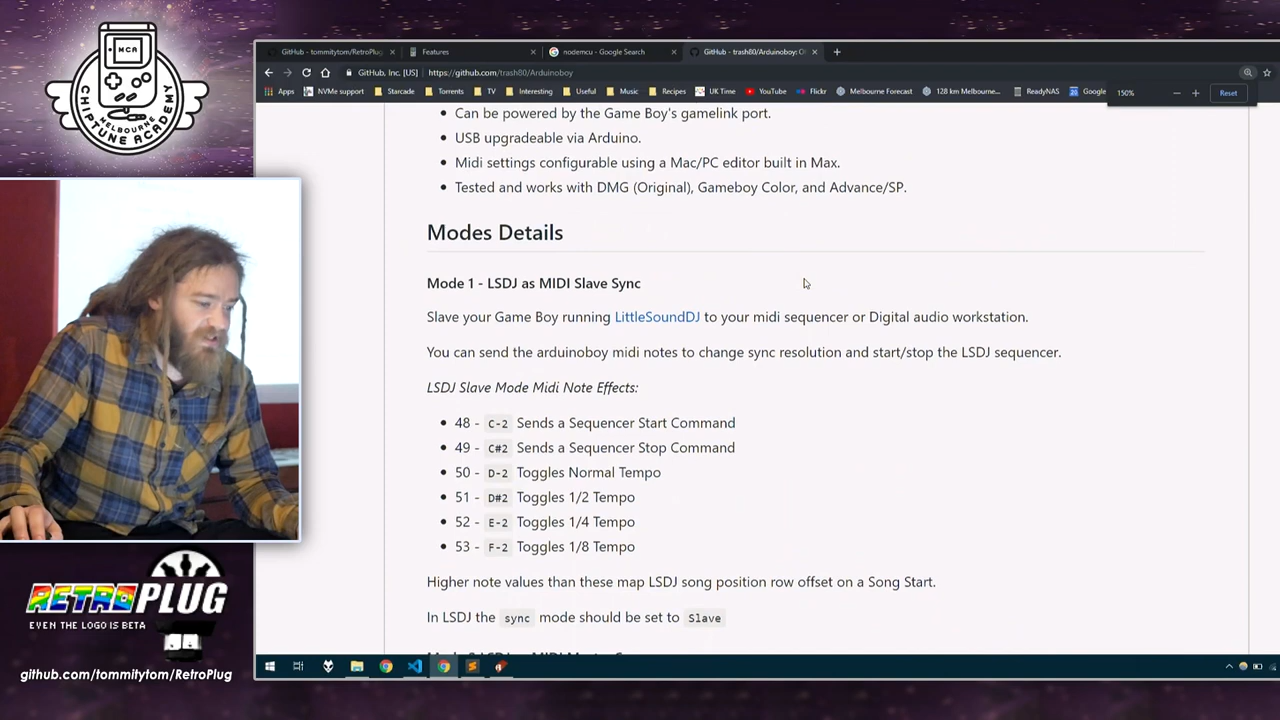 MCA
CHIPTUNE ACADEMY
MELBOURNE
GitHub - tommitytom/RetroPlug
Features
nodemcu - Google Search
GitHub - trash80/Arduinoboy: O
GitHub, Inc. [US]
https://github.com/trash80/Arduinoboy
Apps
NVMe support
Starcade
Torrents
TV
Interesting
Useful
Music
Recipes
UK Time
YouTube
Flickr
Melbourne Forecast
128 km Melbourne...
ReadyNAS
Google
150%
Reset
Can be powered by the Game Boy's gamelink port.
USB upgradeable via Arduino.
Midi settings configurable using a Mac/PC editor built in Max.
Tested and works with DMG (Original), Gameboy Color, and Advance/SP.
Modes Details
Mode 1 - LSDJ as MIDI Slave Sync
Slave your Game Boy running LittleSoundDJ to your midi sequencer or Digital audio workstation.
You can send the arduinoboy midi notes to change sync resolution and start/stop the LSDJ sequencer.
LSDJ Slave Mode Midi Note Effects:
48 - C-2 Sends a Sequencer Start Command
49 - C#2 Sends a Sequencer Stop Command
50 - D-2 Toggles Normal Tempo
51 - D#2 Toggles 1/2 Tempo
52 - E-2 Toggles 1/4 Tempo
53 - F-2 Toggles 1/8 Tempo
Higher note values than these map LSDJ song position row offset on a Song Start.
In LSDJ the sync mode should be set to Slave
RETROPLUG
EVEN THE LOGO IS BETA
github.com/tommitytom/RetroPlug